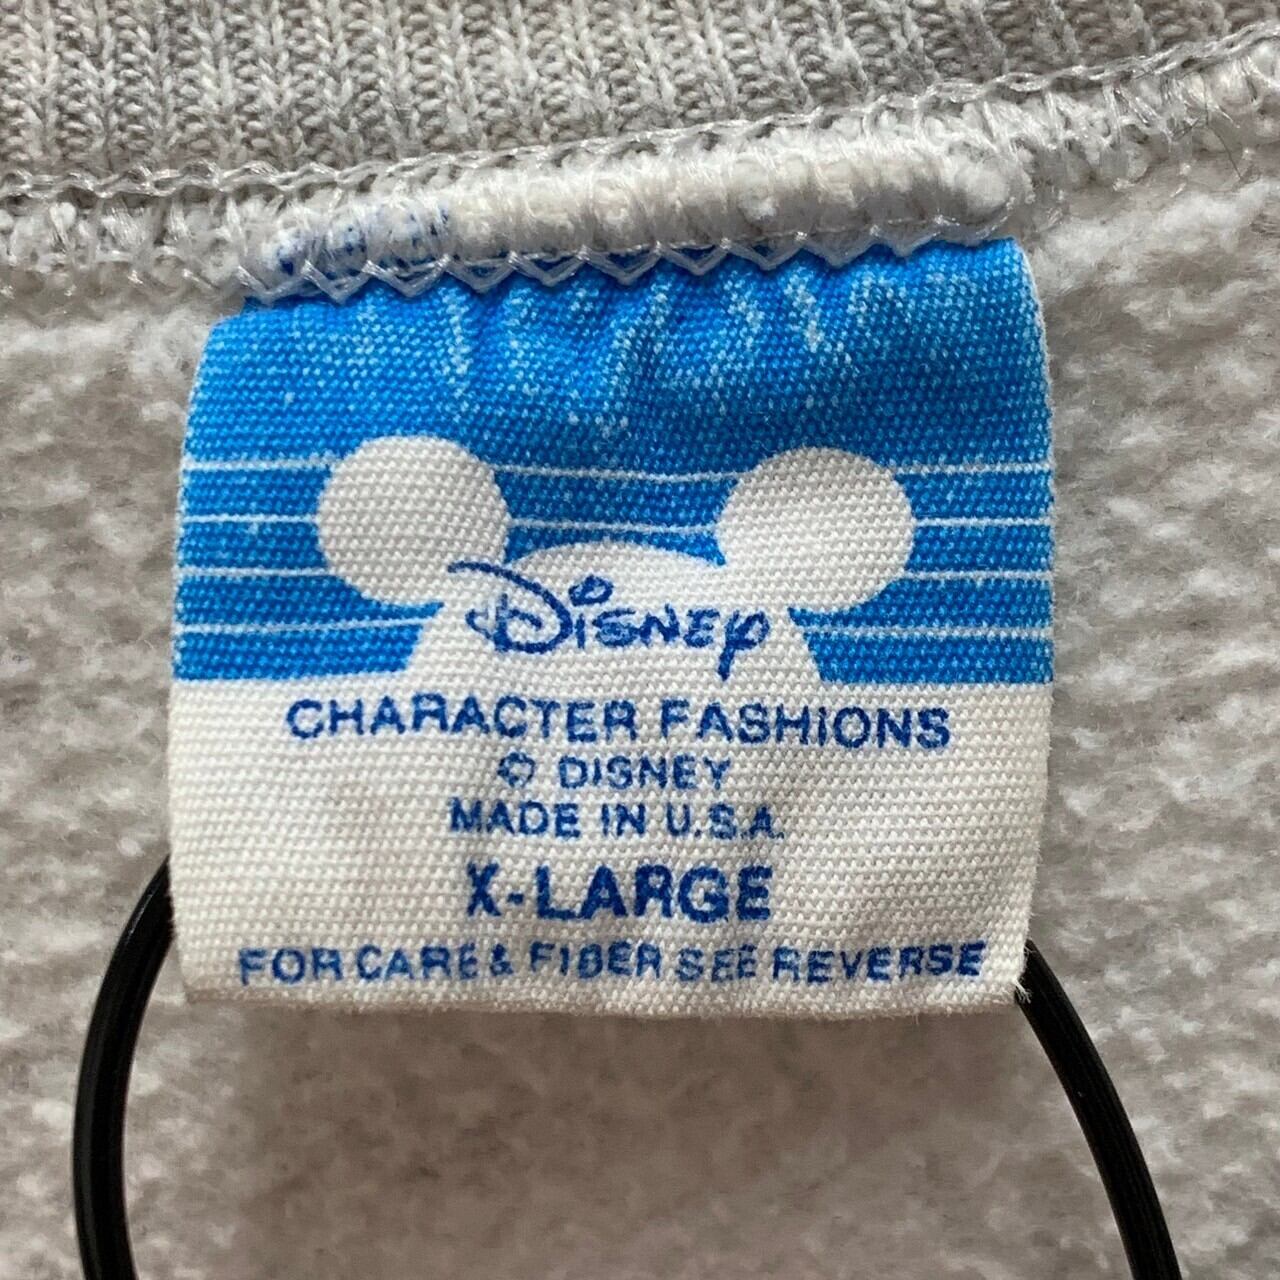 Disney
CHARACTER FASHIONS
© DISNEY
MADE IN U.S.A.
X-LARGE
FOR CARE & FIBER SEE REVERSE